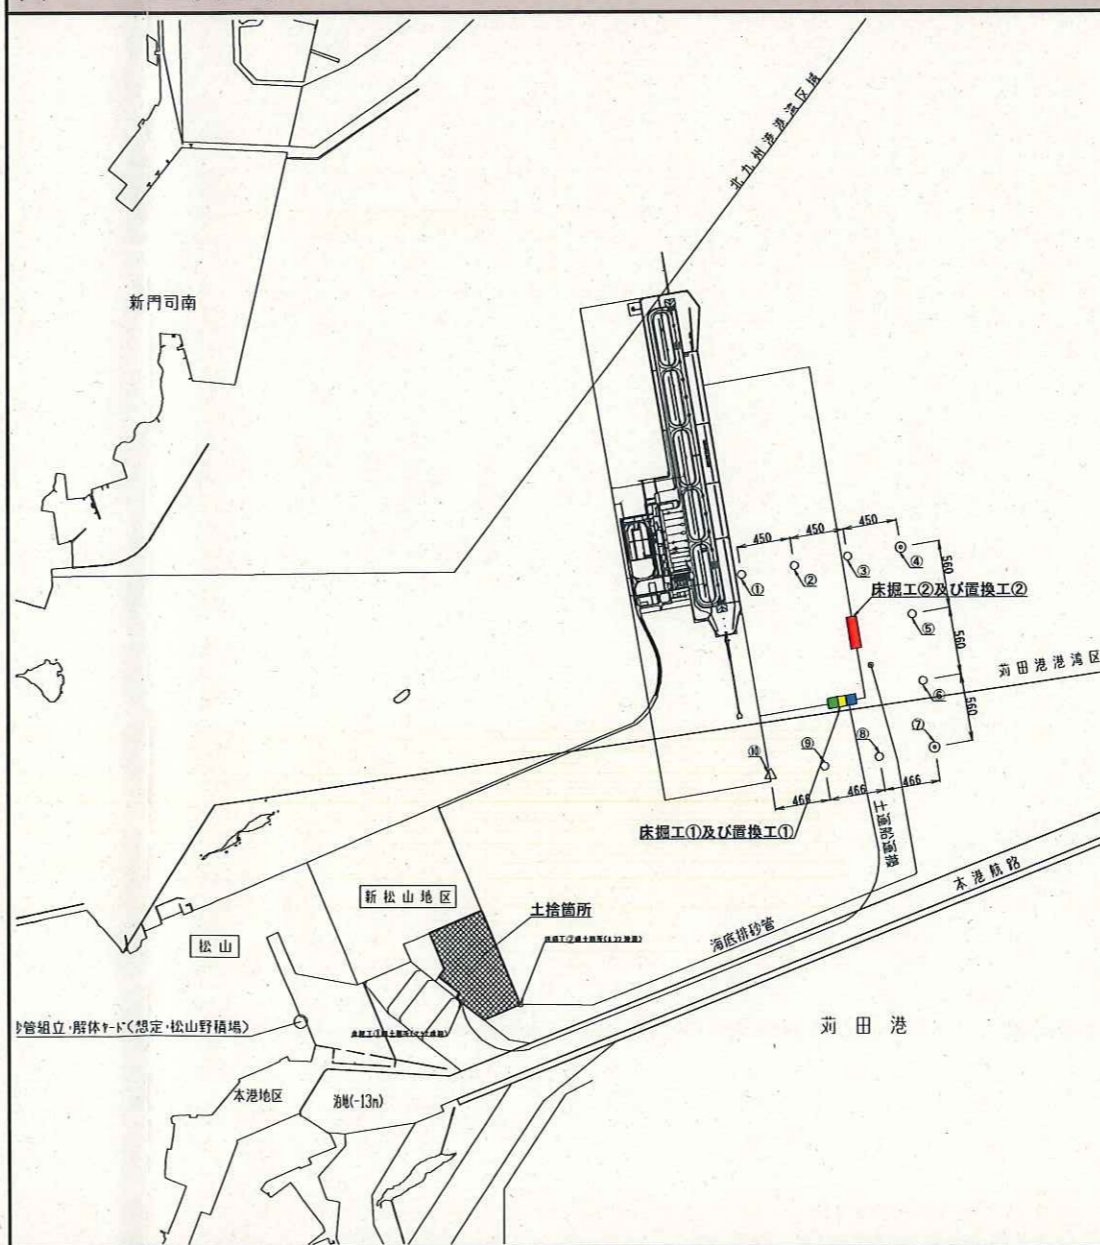 北九州港港湾区域
新門司南
450
450
450
①
②
③
④
560
床掘工②及び置換工②
⑤
560
苅田港港湾区
⑥
560
⑦
⑧
⑨
⑩
466
466
466
床掘工①及び置換工①
土運船運搬
本港航路
新松山地区
土捨箇所
海底排砂管
松山
砂管組立・解体ヤード(想定・松山野積場)
苅田港
本港地区
泊地(-13m)